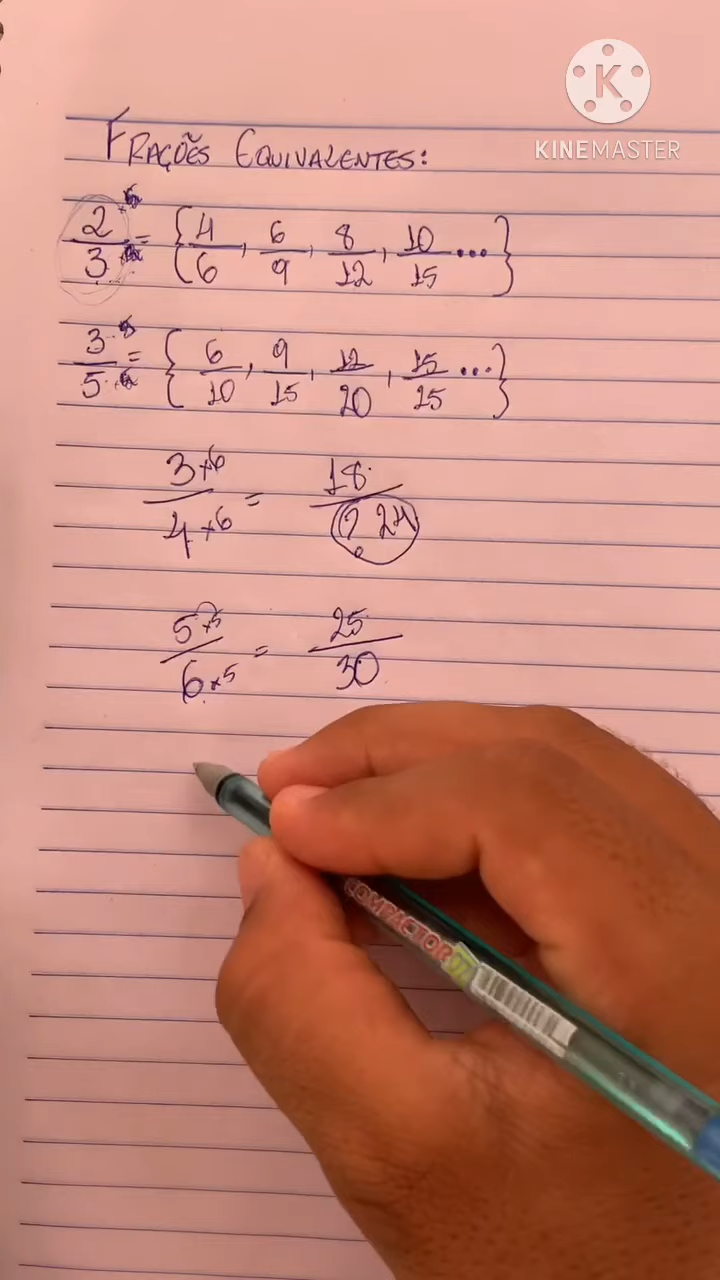 K
KINEMASTER
FRAÇÕES EQUIVALENTES:
2/3 = {4/6, 6/9, 8/12, 10/15 ...}
3/5 = {6/10, 9/15, 12/20, 15/25 ...}
3×6/4×6 = 18/? 24
5×5/6×5 = 25/30
COMPACTOR 07